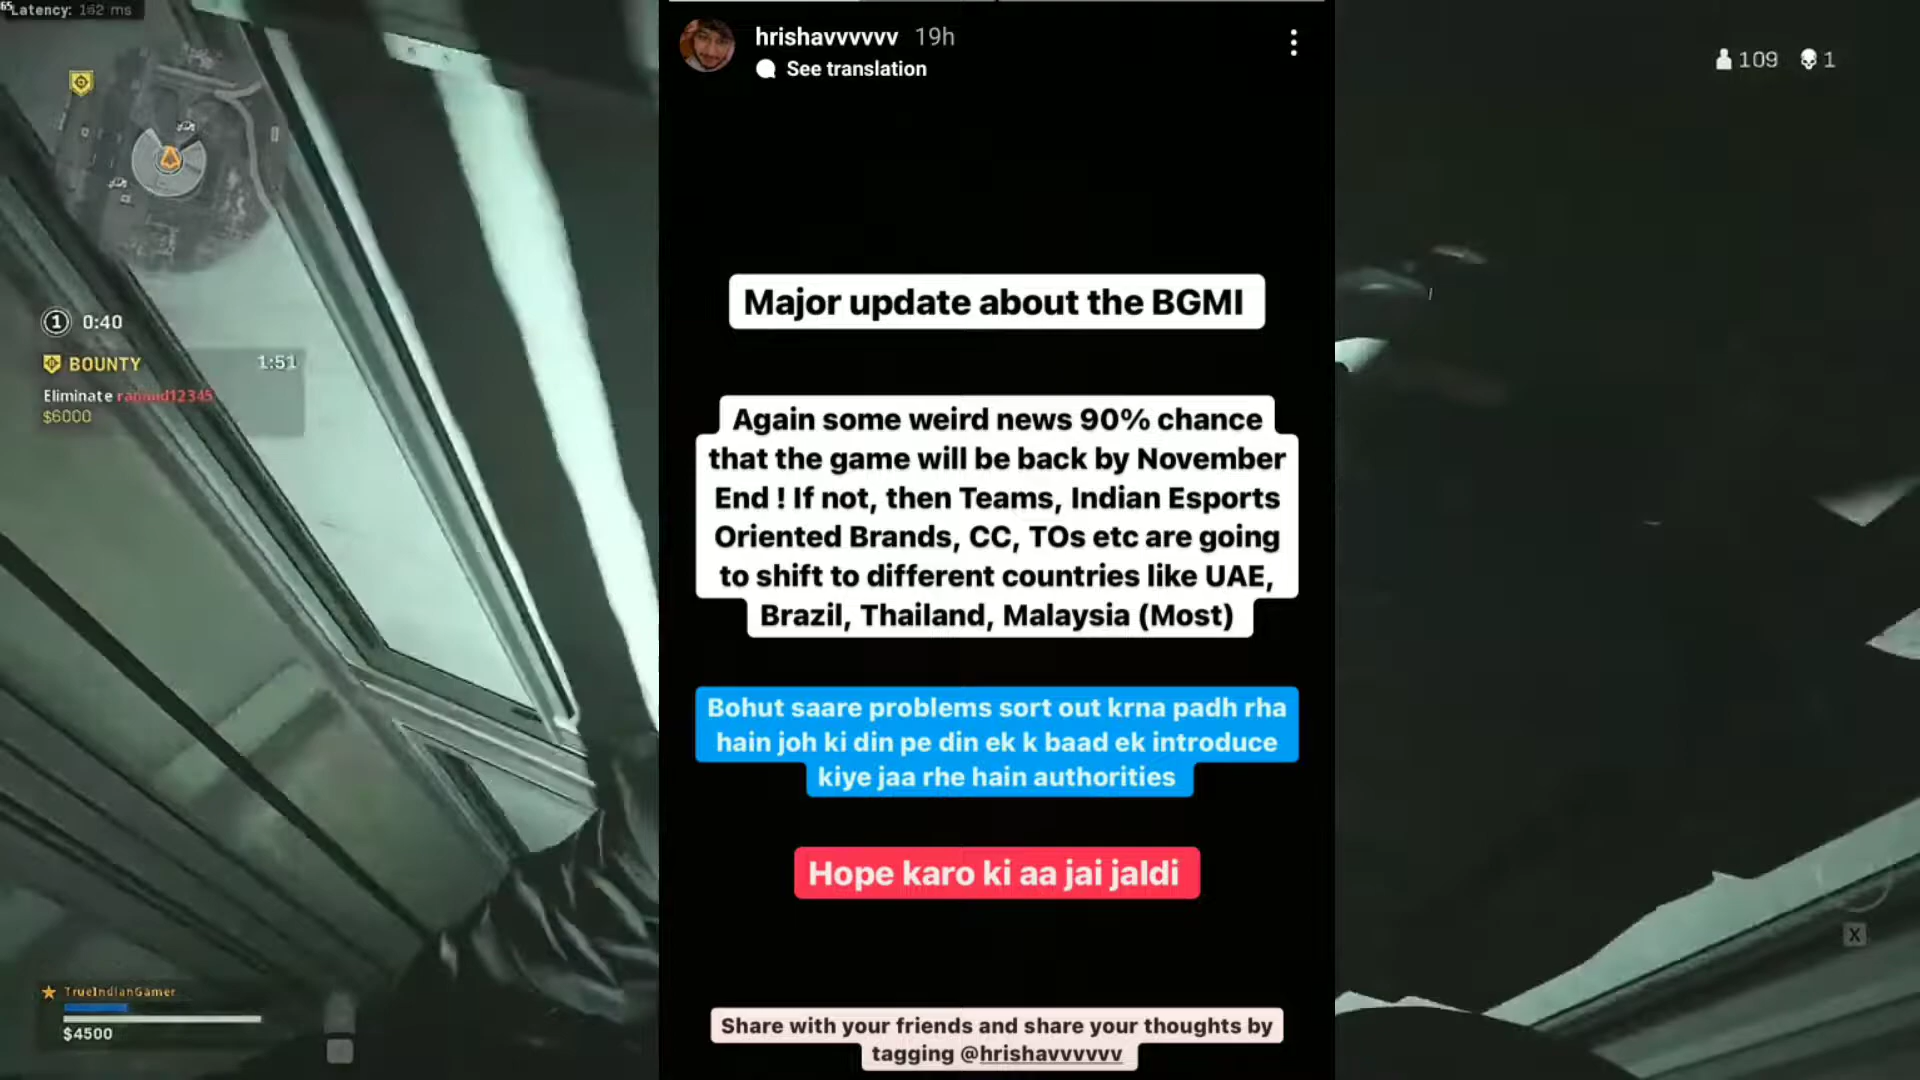 Latency: 162 ms
109
1
1 0:40
BOUNTY 1:51
Eliminate
$6000
TrueIndianGamer
$4500
X
hrishavvvvvv 19h
See translation
Major update about the BGMI
Again some weird news 90% chance
that the game will be back by November
End ! If not, then Teams, Indian Esports
Oriented Brands, CC, TOs etc are going
to shift to different countries like UAE,
Brazil, Thailand, Malaysia (Most)
Bohut saare problems sort out krna padh rha
hain joh ki din pe din ek k baad ek introduce
kiye jaa rhe hain authorities
Hope karo ki aa jai jaldi
Share with your friends and share your thoughts by
tagging @hrishavvvvvv